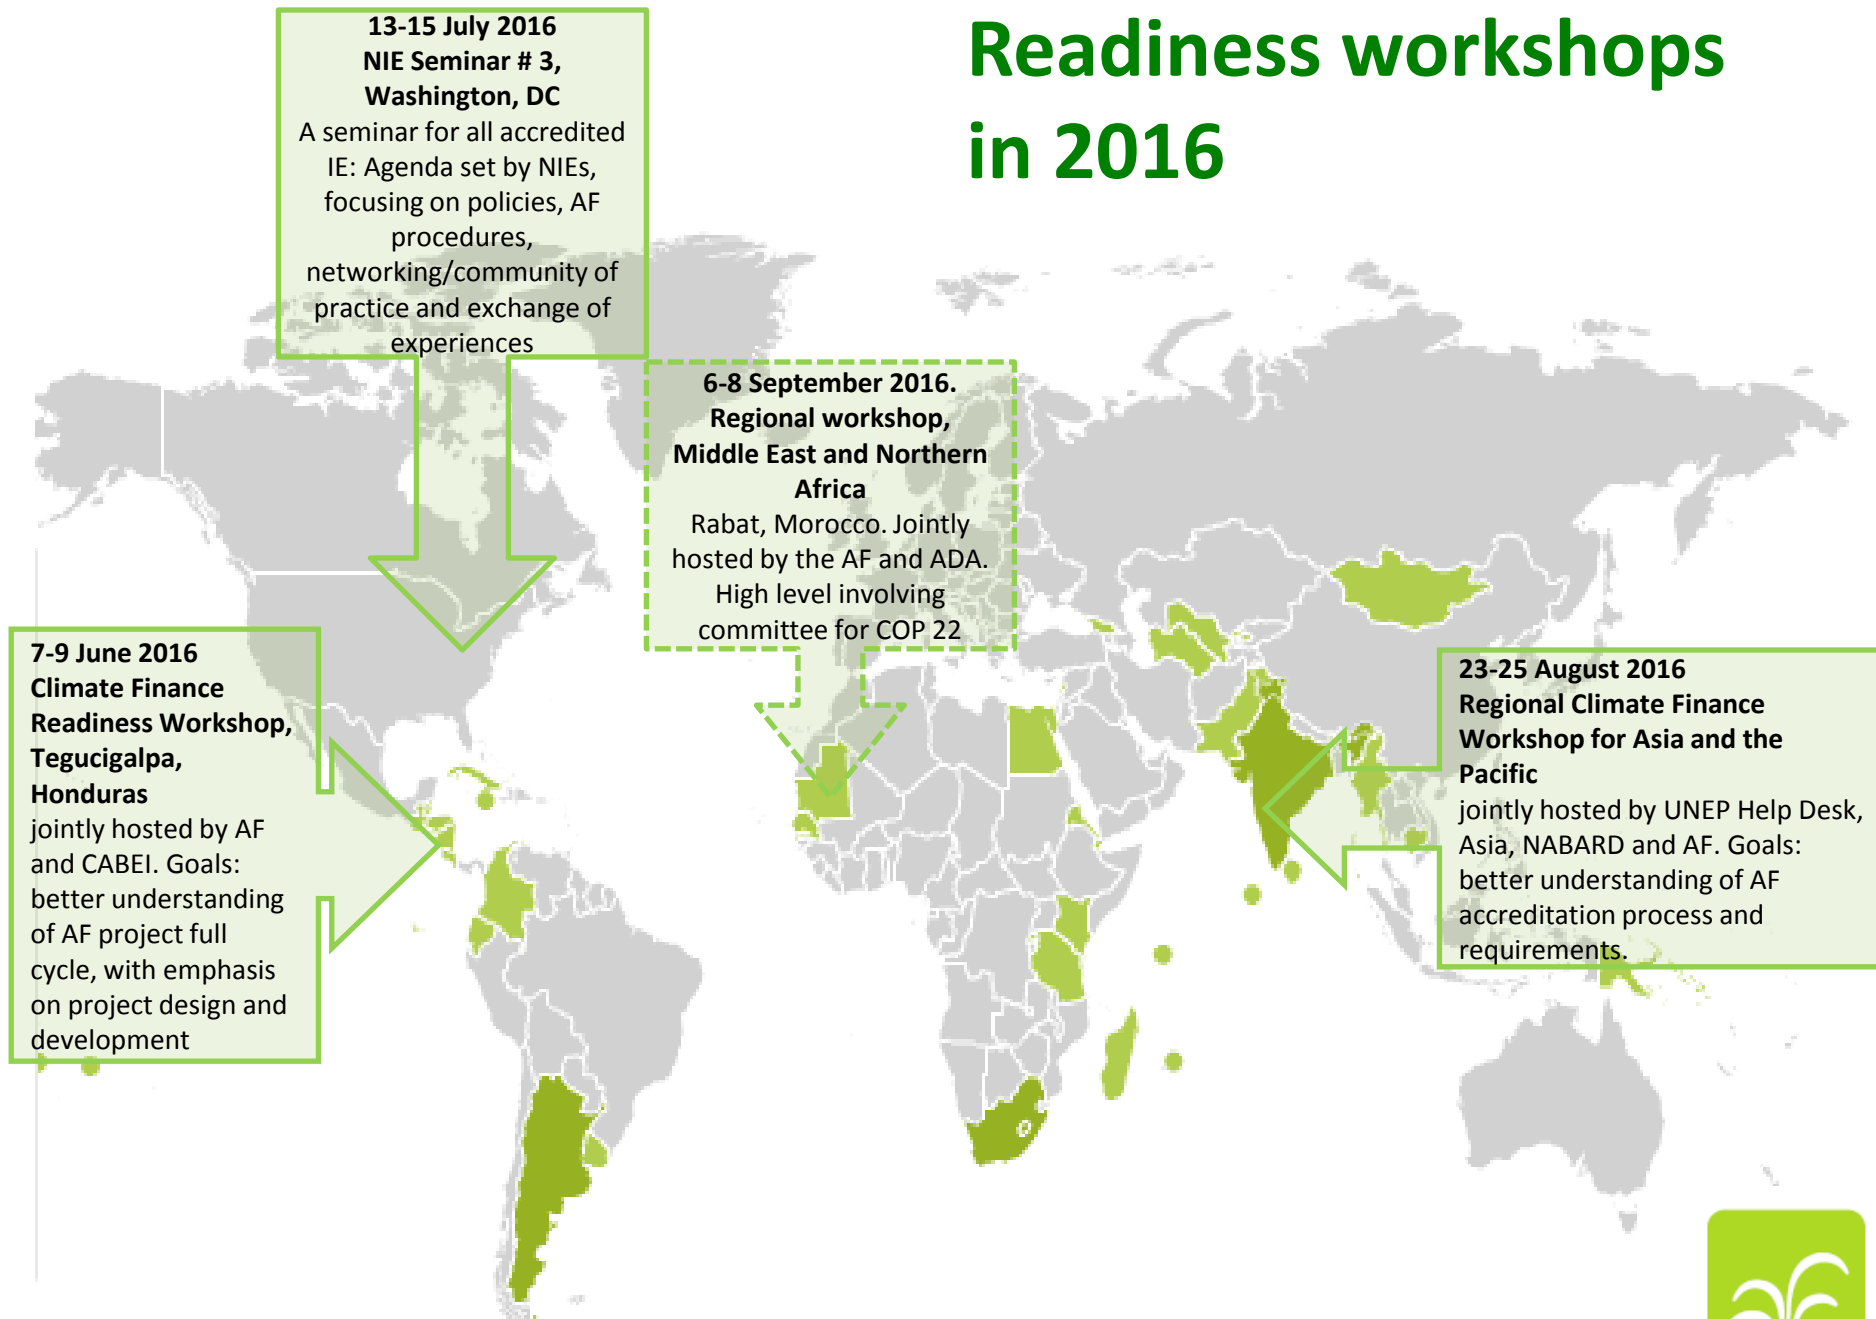 Readiness workshops
in 2016
13-15 July 2016
NIE Seminar # 3,
Washington, DC
A seminar for all accredited
IE: Agenda set by NIEs,
focusing on policies, AF
procedures,
networking/community of
practice and exchange of
experiences
6-8 September 2016.
Regional workshop,
Middle East and Northern
Africa
Rabat, Morocco. Jointly
hosted by the AF and ADA.
High level involving
committee for COP 22
7-9 June 2016
Climate Finance
Readiness Workshop,
Tegucigalpa,
Honduras
jointly hosted by AF
and CABEI. Goals:
better understanding
of AF project full
cycle, with emphasis
on project design and
development
23-25 August 2016
Regional Climate Finance
Workshop for Asia and the
Pacific
jointly hosted by UNEP Help Desk,
Asia, NABARD and AF. Goals:
better understanding of AF
accreditation process and
requirements.